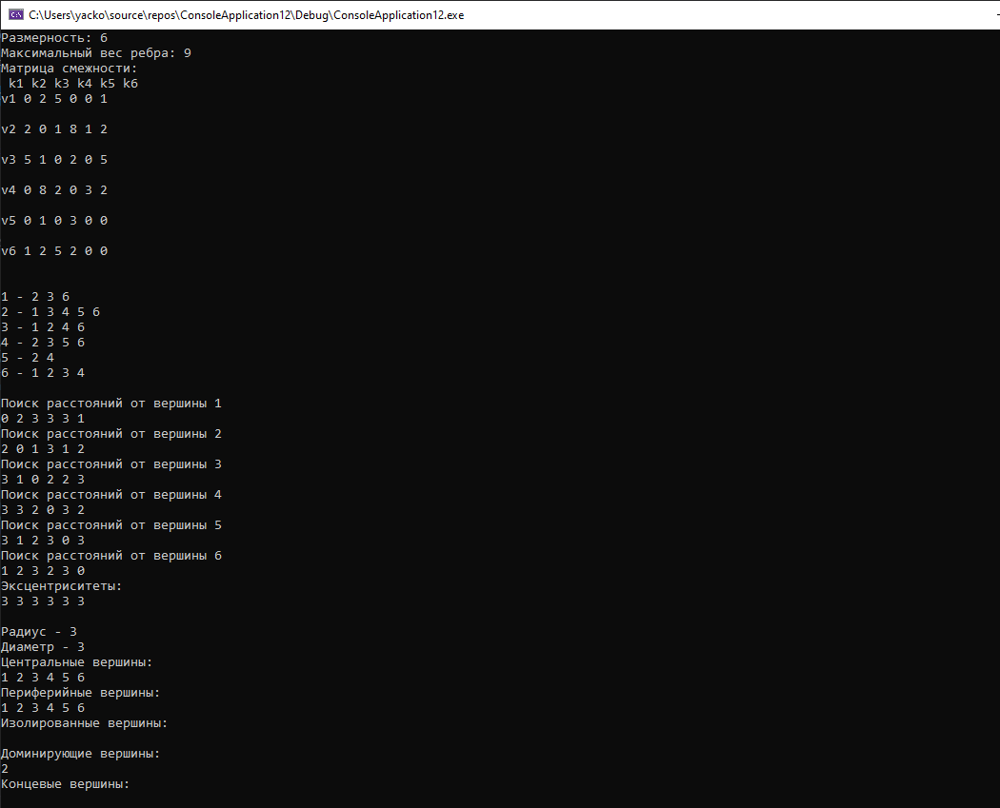 C:\Users\yacko\source\repos\ConsoleApplication12\Debug\ConsoleApplication12.exe
Размерность: 6
Максимальный вес ребра: 9
Матрица смежности:
k1 k2 k3 k4 k5 k6
v1 0 2 5 0 0 1
v2 2 0 1 8 1 2
v3 5 1 0 2 0 5
v4 0 8 2 0 3 2
v5 0 1 0 3 0 0
v6 1 2 5 2 0 0
1 - 2 3 6
2 - 1 3 4 5 6
3 - 1 2 4 6
4 - 2 3 5 6
5 - 2 4
6 - 1 2 3 4
Поиск расстояний от вершины 1
0 2 3 3 3 1
Поиск расстояний от вершины 2
2 0 1 3 1 2
Поиск расстояний от вершины 3
3 1 0 2 2 3
Поиск расстояний от вершины 4
3 3 2 0 3 2
Поиск расстояний от вершины 5
3 1 2 3 0 3
Поиск расстояний от вершины 6
1 2 3 2 3 0
Эксцентриситеты:
3 3 3 3 3 3
Радиус - 3
Диаметр - 3
Центральные вершины:
1 2 3 4 5 6
Периферийные вершины:
1 2 3 4 5 6
Изолированные вершины:
Доминирующие вершины:
2
Концевые вершины: